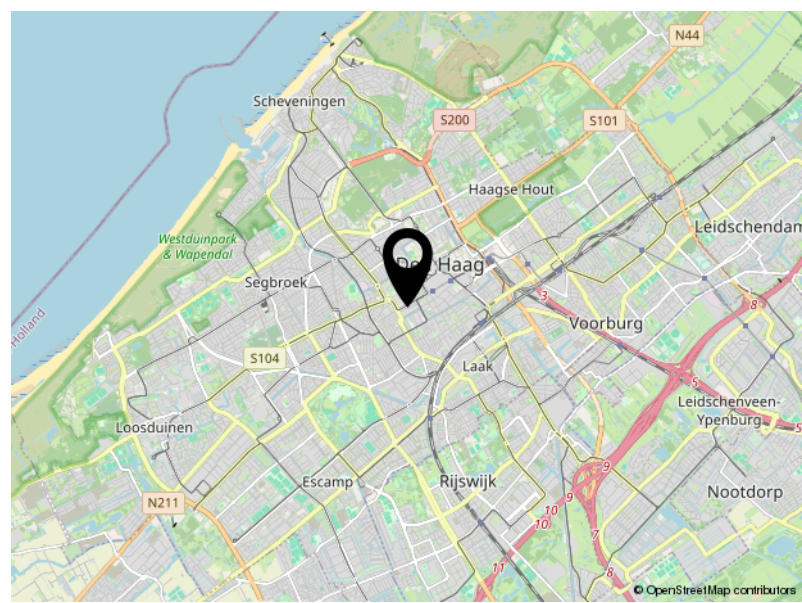 N44
Scheveningen
S200
S101
Haagse Hout
Westduinpark
& Wapendal
Leidschendam
Den Haag
Segbroek
3
8
Holland
Voorburg
S104
Laak
5
Leidschenveen-
Ypenburg
Loosduinen
5
9
Escamp
Rijswijk
9
Nootdorp
N211
10
10
7
11
8
© OpenStreetMap contributors